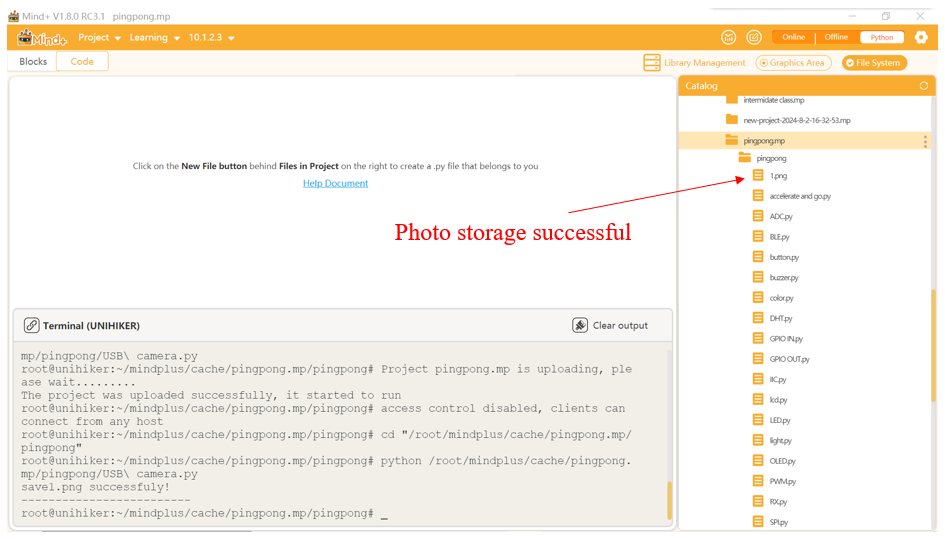 Mind+ V1.8.0 RC3.1 pingpong.mp
Mind+ Project Learning 10.1.2.3 Online Offline Python
Blocks Code Library Management Graphics Area File System
Catalog
intermidate class.mp
new-project-2024-8-2-16-32-53.mp
pingpong.mp
pingpong
1.png
accelerate and go.py
ADC.py
BLE.py
button.py
buzzer.py
color.py
DHT.py
GPIO IN.py
GPIO OUT.py
IIC.py
lcd.py
LED.py
light.py
OLED.py
PWM.py
RX.py
SPI.py
Click on the New File button behind Files in Project on the right to create a .py file that belongs to you
Help Document
Photo storage successful
Terminal (UNIHIKER) Clear output
mp/pingpong/USB\ camera.py
root@unihiker:~/mindplus/cache/pingpong.mp/pingpong# Project pingpong.mp is uploading, ple
ase wait.........
The project was uploaded successfully, it started to run
root@unihiker:~/mindplus/cache/pingpong.mp/pingpong# access control disabled, clients can
connect from any host
root@unihiker:~/mindplus/cache/pingpong.mp/pingpong# cd "/root/mindplus/cache/pingpong.mp/
pingpong"
root@unihiker:~/mindplus/cache/pingpong.mp/pingpong# python /root/mindplus/cache/pingpong.
mp/pingpong/USB\ camera.py
save1.png successfuly!
-------------------------
root@unihiker:~/mindplus/cache/pingpong.mp/pingpong# _